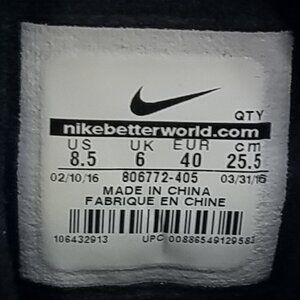 QTY
nikebetterworld.com
US UK EUR cm
8.5 6 40 25.5
02/10/16 806772-405 03/31/16
MADE IN CHINA
FABRIQUE EN CHINE
106432913 UPC 00886549129583